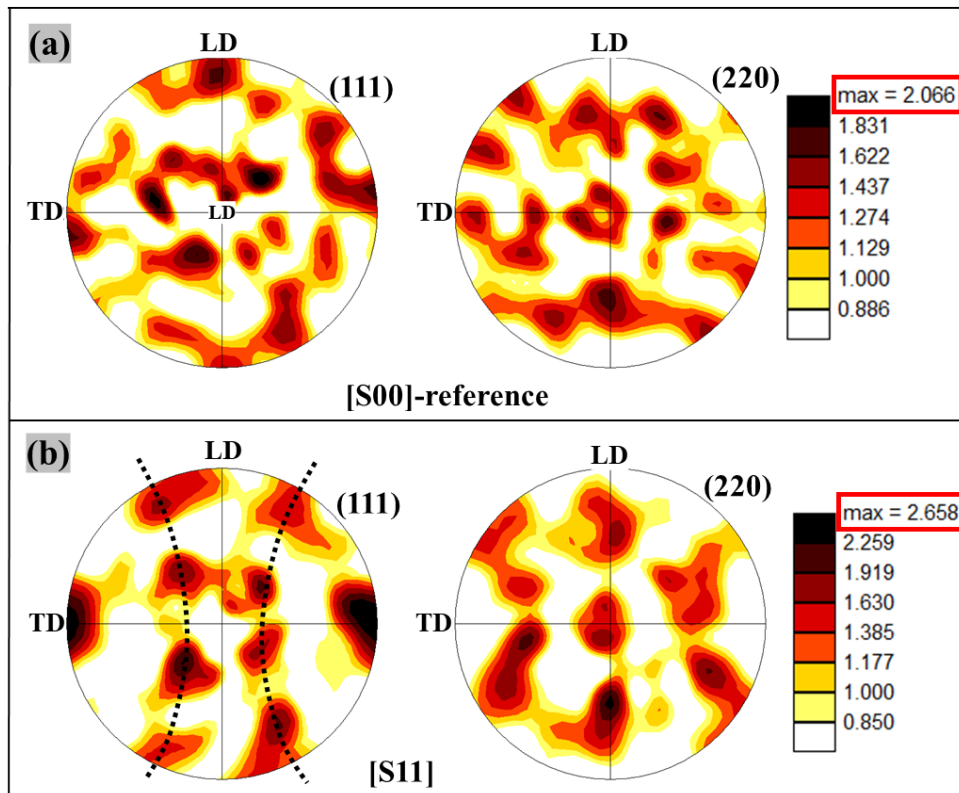 (a)
LD
(111)
TD
LD
LD
(220)
TD
max = 2.066
1.831
1.622
1.437
1.274
1.129
1.000
0.886
[S00]-reference
(b)
LD
(111)
TD
LD
(220)
TD
max = 2.658
2.259
1.919
1.630
1.385
1.177
1.000
0.850
[S11]